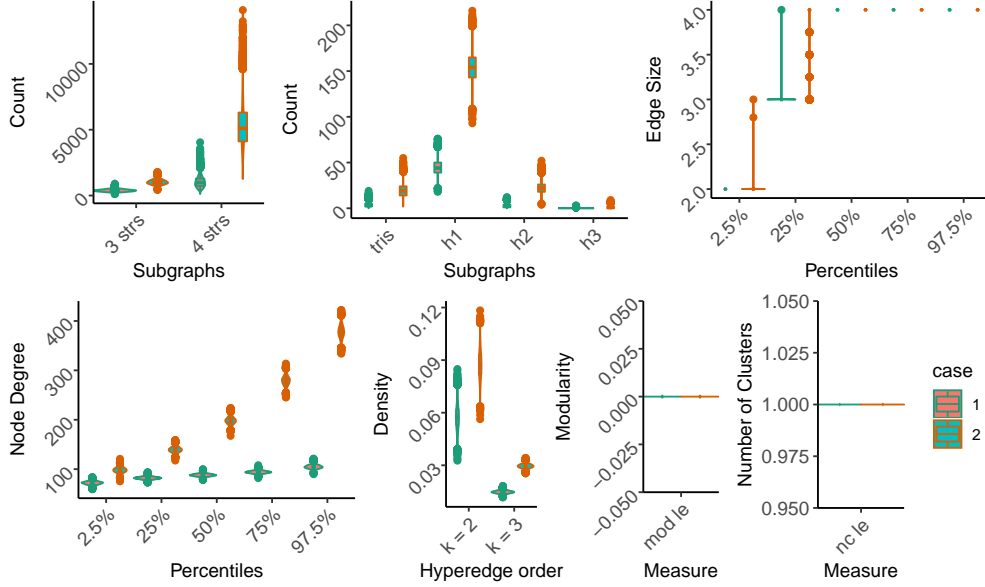 Count
10000
5000
0
3 strs
4 strs
Subgraphs
Count
200
150
100
50
0
tris
h1
h2
h3
Subgraphs
Edge Size
4.0
3.5
3.0
2.5
2.0
2.5%
25%
50%
75%
97.5%
Percentiles
Node Degree
400
300
200
100
2.5%
25%
50%
75%
97.5%
Percentiles
Density
0.12
0.09
0.06
0.03
k = 2
k = 3
Hyperedge order
Modularity
0.050
0.025
0.000
−0.025
−0.050
mod le
Measure
Number of Clusters
1.050
1.025
1.000
0.975
0.950
nc le
Measure
case
1
2